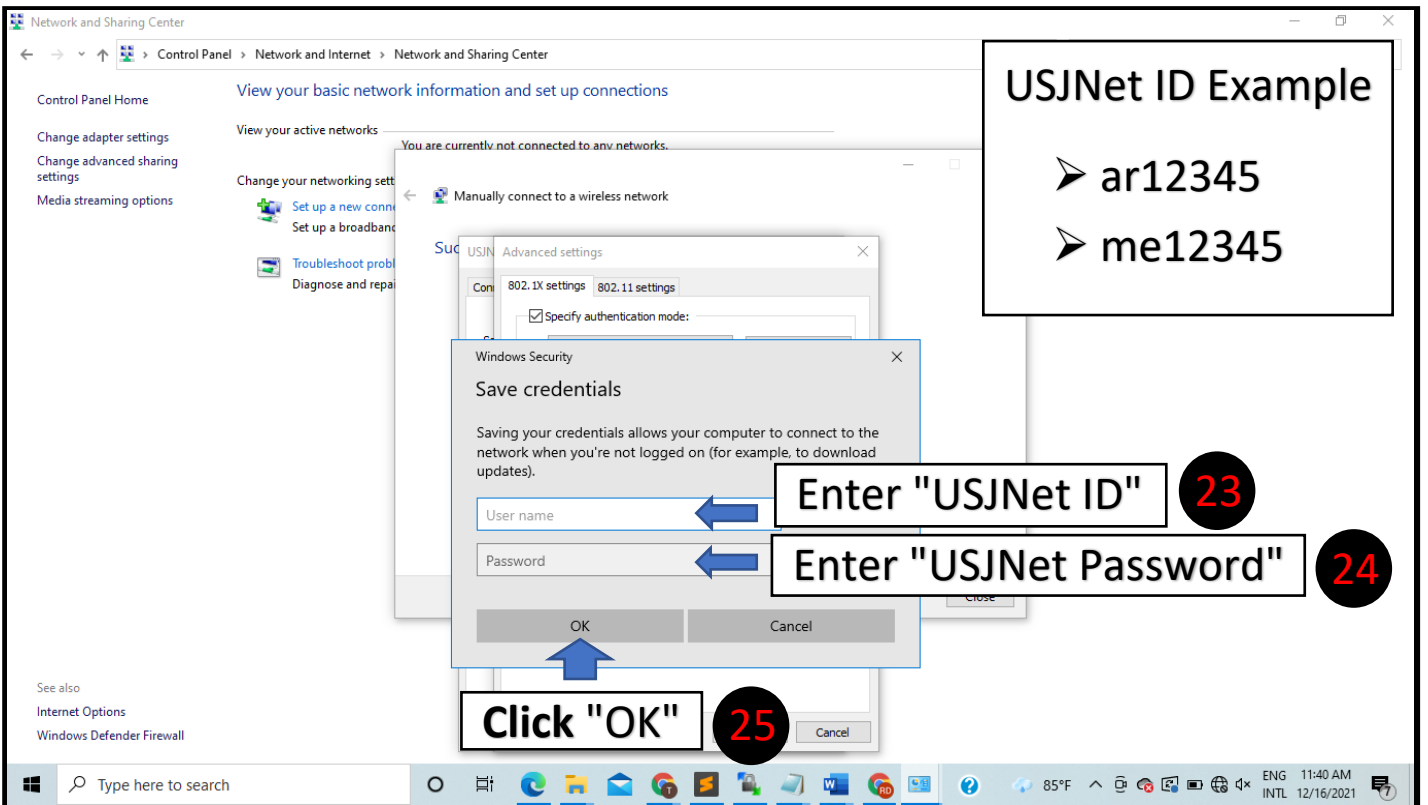 Network and Sharing Center
Control Panel > Network and Internet > Network and Sharing Center
Control Panel Home
Change adapter settings
Change advanced sharing
settings
Media streaming options
View your basic network information and set up connections
View your active networks
You are currently not connected to any networks.
Change your networking sett
Set up a new conne
Set up a broadband
Troubleshoot probl
Diagnose and repai
Manually connect to a wireless network
Suc
USJN
Advanced settings
Con
802.1X settings
802.11 settings
Specify authentication mode:
Windows Security
Save credentials
Saving your credentials allows your computer to connect to the
network when you're not logged on (for example, to download
updates).
User name
Password
OK
Cancel
Close
Cancel
USJNet ID Example
➢ ar12345
➢ me12345
Enter "USJNet ID"
23
Enter "USJNet Password"
24
Click "OK"
25
See also
Internet Options
Windows Defender Firewall
Type here to search
85°F
ENG
INTL
11:40 AM
12/16/2021
7